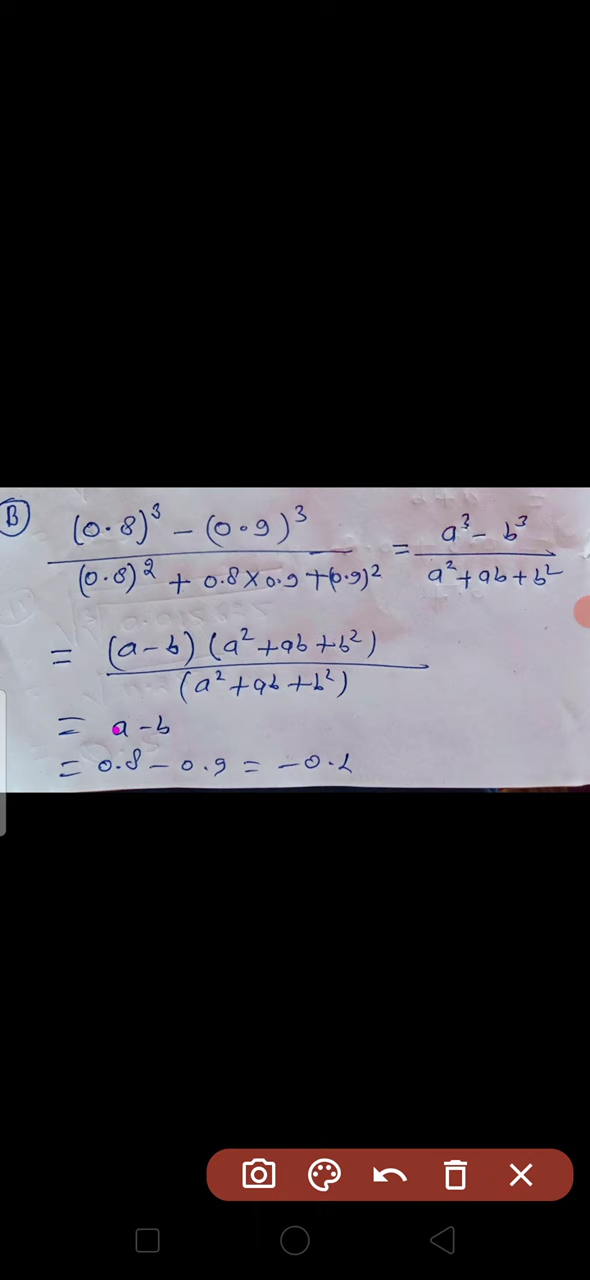 B (0.8)³ - (0.9)³ / (0.8)² + 0.8 × 0.9 + (0.9)² = a³ - b³ / a² + ab + b²
= (a - b) (a² + ab + b²) / (a² + ab + b²)
= a - b
= 0.8 - 0.9 = -0.1